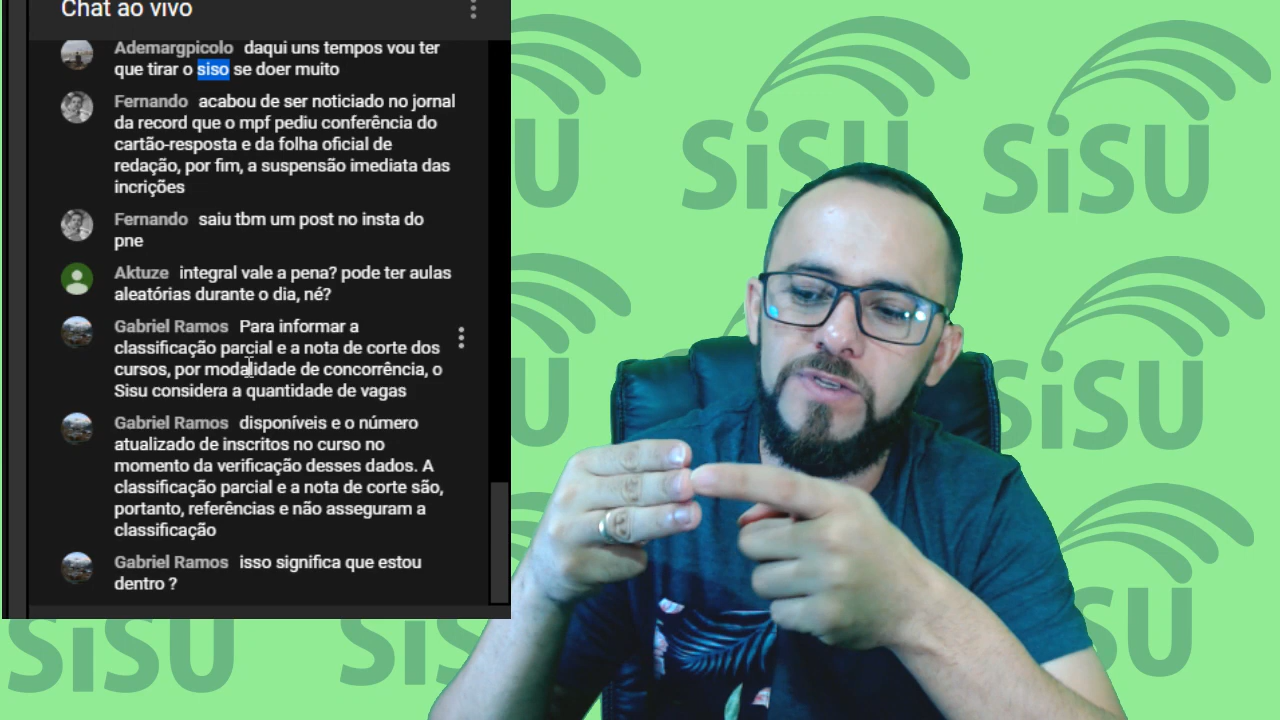 Chat ao vivo
Ademargpicolo daqui uns tempos vou ter
que tirar o siso se doer muito
Fernando acabou de ser noticiado no jornal
da record que o mpf pediu conferência do
cartão-resposta e da folha oficial de
redação, por fim, a suspensão imediata das
incrições
Fernando saiu tbm um post no insta do
pne
Aktuze integral vale a pena? pode ter aulas
aleatórias durante o dia, né?
Gabriel Ramos Para informar a
classificação parcial e a nota de corte dos
cursos, por modalidade de concorrência, o
Sisu considera a quantidade de vagas
Gabriel Ramos disponíveis e o número
atualizado de inscritos no curso no
momento da verificação desses dados. A
classificação parcial e a nota de corte são,
portanto, referências e não asseguram a
classificação
Gabriel Ramos isso significa que estou
dentro ?
U
SiSU
SiSU
U
SiSU
SiSU
SiS
SU